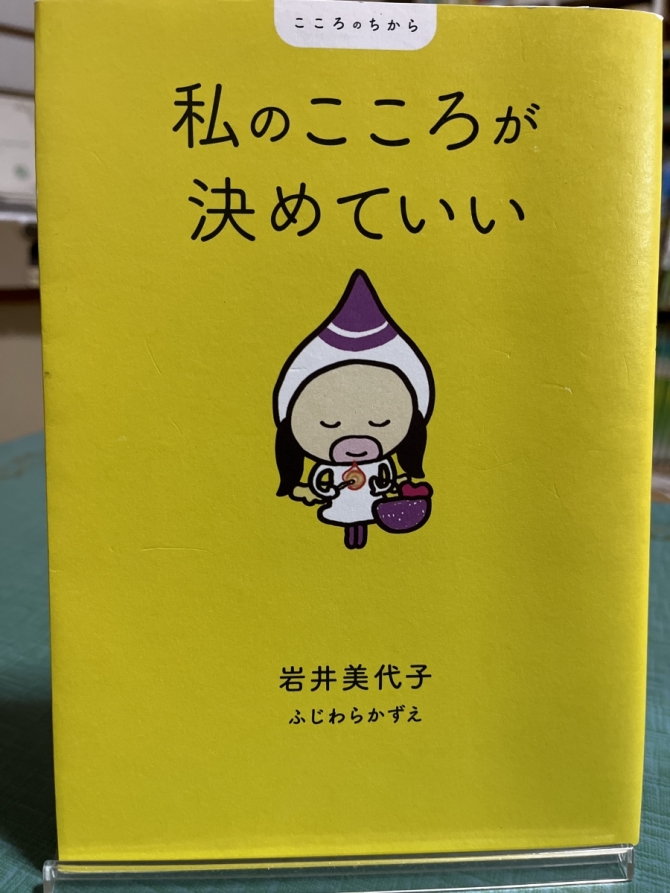 こころのちから
私のこころが
決めていい
岩井美代子
ふじわらかずえ